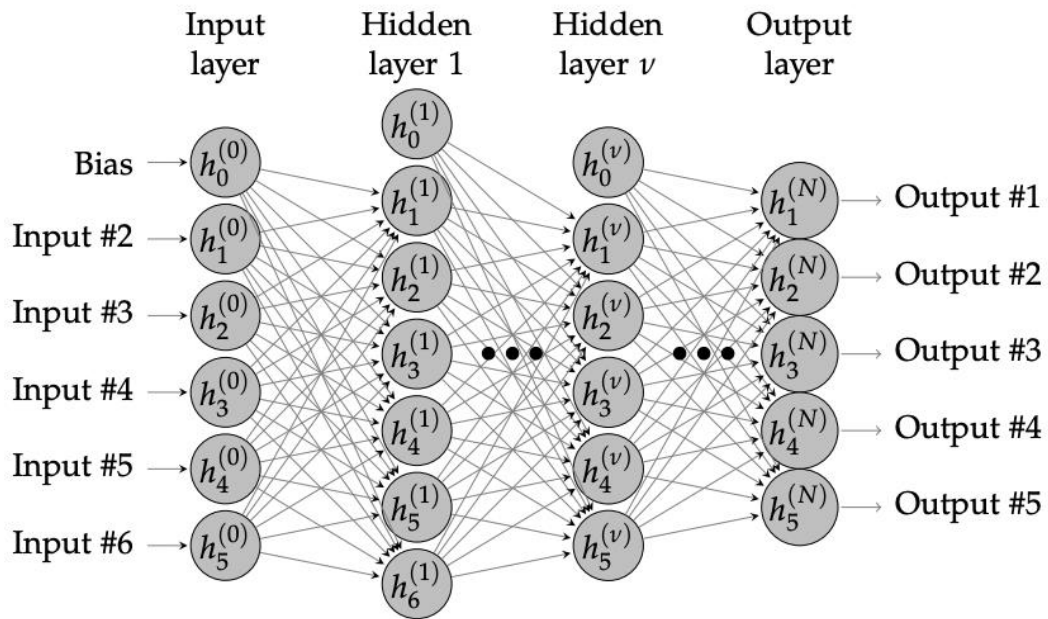 Input layer
Hidden layer 1
Hidden layer ν
Output layer
Bias
Input #2
Input #3
Input #4
Input #5
Input #6
h_0^{(0)}
h_1^{(0)}
h_2^{(0)}
h_3^{(0)}
h_4^{(0)}
h_5^{(0)}
h_0^{(1)}
h_1^{(1)}
h_2^{(1)}
h_3^{(1)}
h_4^{(1)}
h_5^{(1)}
h_6^{(1)}
h_0^{(ν)}
h_1^{(ν)}
h_2^{(ν)}
h_3^{(ν)}
h_4^{(ν)}
h_5^{(ν)}
h_1^{(N)}
h_2^{(N)}
h_3^{(N)}
h_4^{(N)}
h_5^{(N)}
Output #1
Output #2
Output #3
Output #4
Output #5